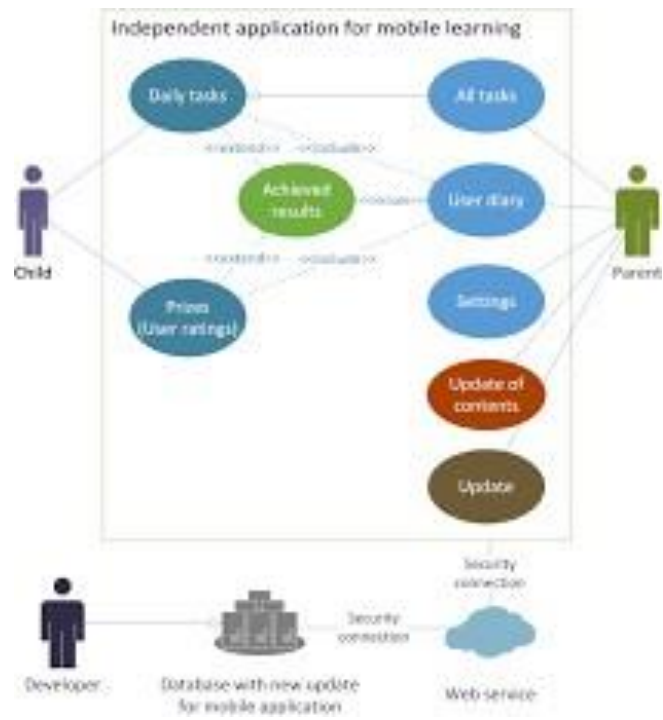 Independent application for mobile learning
Daily tasks
All tasks
<<extend>>
<<include>>
Achieved
results
User diary
Child
Parent
<<extend>>
<<include>>
Prizes
(User ratings)
Settings
Update of
contents
Update
Security
connection
Security
connection
Developer
Database with new update
for mobile application
Web service